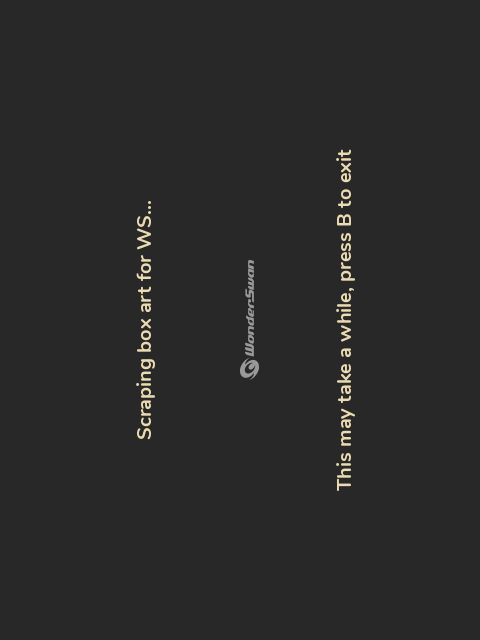 Scraping box art for WS...
WonderSwan
This may take a while, press B to exit